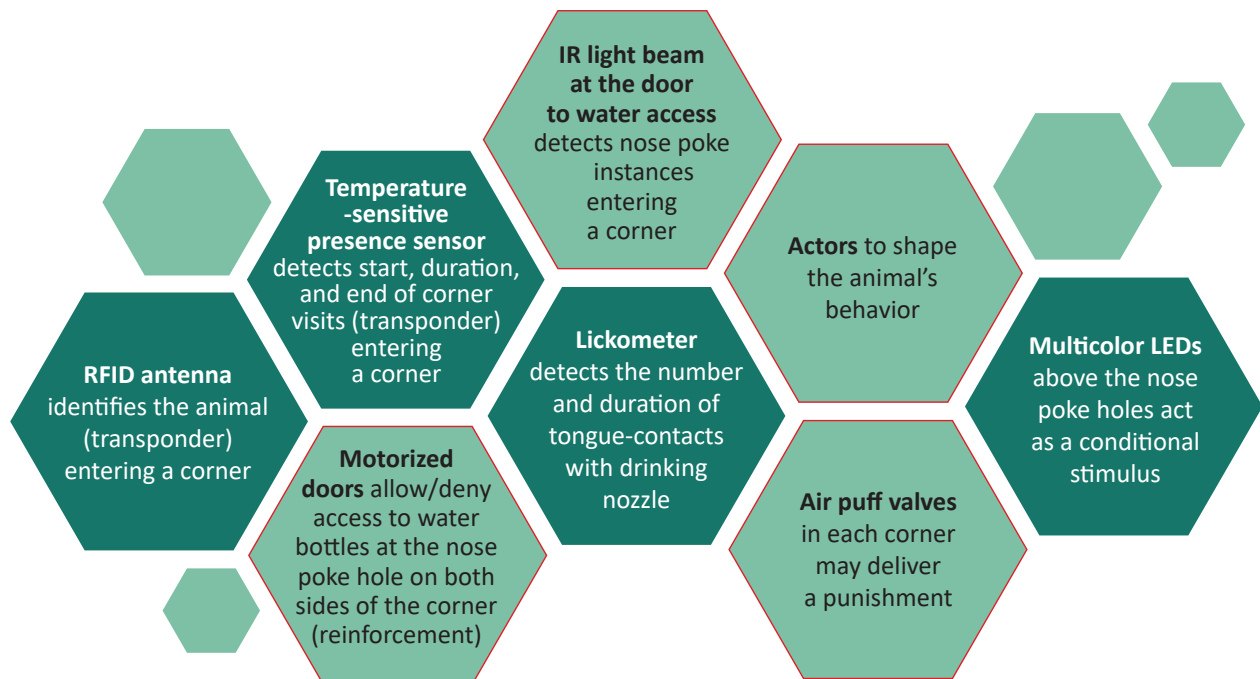 IR light beam
at the door
to water access
detects nose poke
instances
entering
a corner
Temperature
-sensitive
presence sensor
detects start, duration,
and end of corner
visits (transponder)
entering
a corner
Actors to shape
the animal's
behavior
RFID antenna
identifies the animal
(transponder)
entering a corner
Lickometer
detects the number
and duration of
tongue-contacts
with drinking
nozzle
Multicolor LEDs
above the nose
poke holes act
as a conditional
stimulus
Motorized
doors allow/deny
access to water
bottles at the nose
poke hole on both
sides of the corner
(reinforcement)
Air puff valves
in each corner
may deliver
a punishment